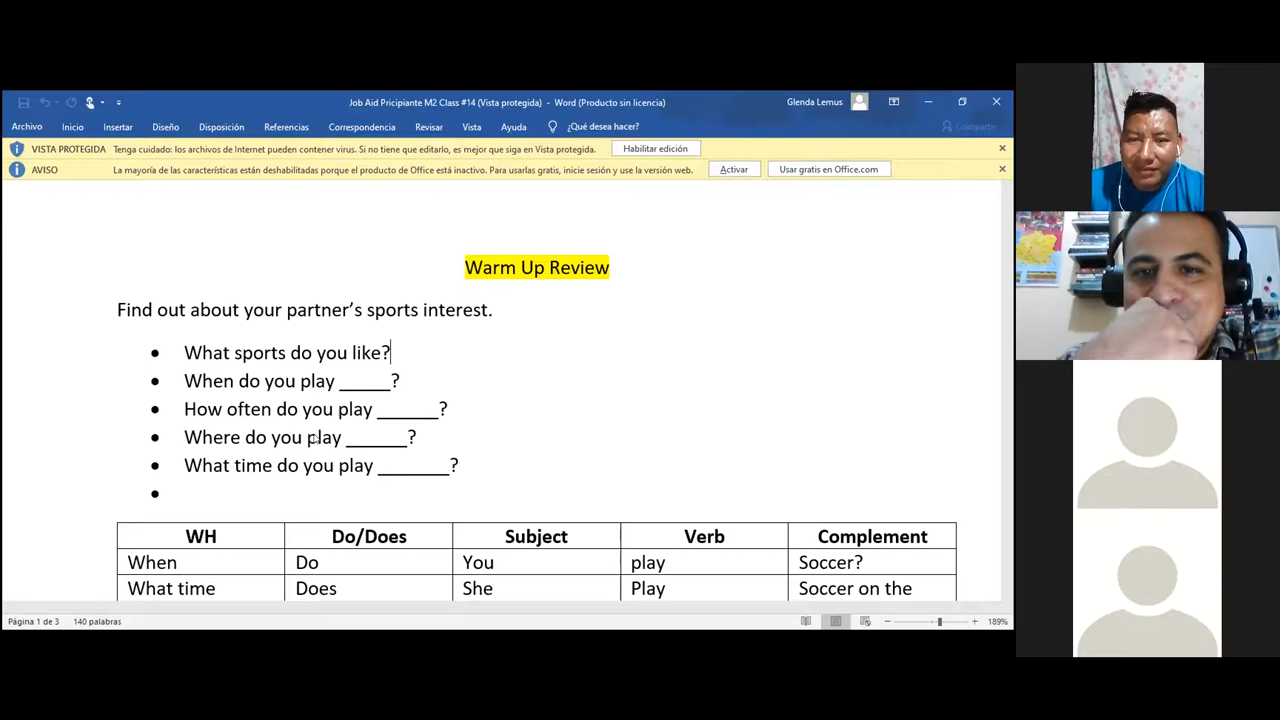 Job Aid Pricipiante M2 Class #14 (Vista protegida) - Word (Producto sin licencia)
Glenda Lemus
Archivo Inicio Insertar Diseño Disposición Referencias Correspondencia Revisar Vista Ayuda ¿Qué desea hacer? Compartir
VISTA PROTEGIDA Tenga cuidado: los archivos de Internet pueden contener virus. Si no tiene que editarlo, es mejor que siga en Vista protegida. Habilitar edición
AVISO La mayoría de las características están deshabilitadas porque el producto de Office está inactivo. Para usarlas gratis, inicie sesión y use la versión web. Activar Usar gratis en Office.com
Warm Up Review
Find out about your partner's sports interest.
• What sports do you like?
• When do you play _____?
• How often do you play ______?
• Where do you play ______?
• What time do you play _______?
•
WH Do/Does Subject Verb Complement
When Do You play Soccer?
What time Does She Play Soccer on the
Página 1 de 3 140 palabras 189%